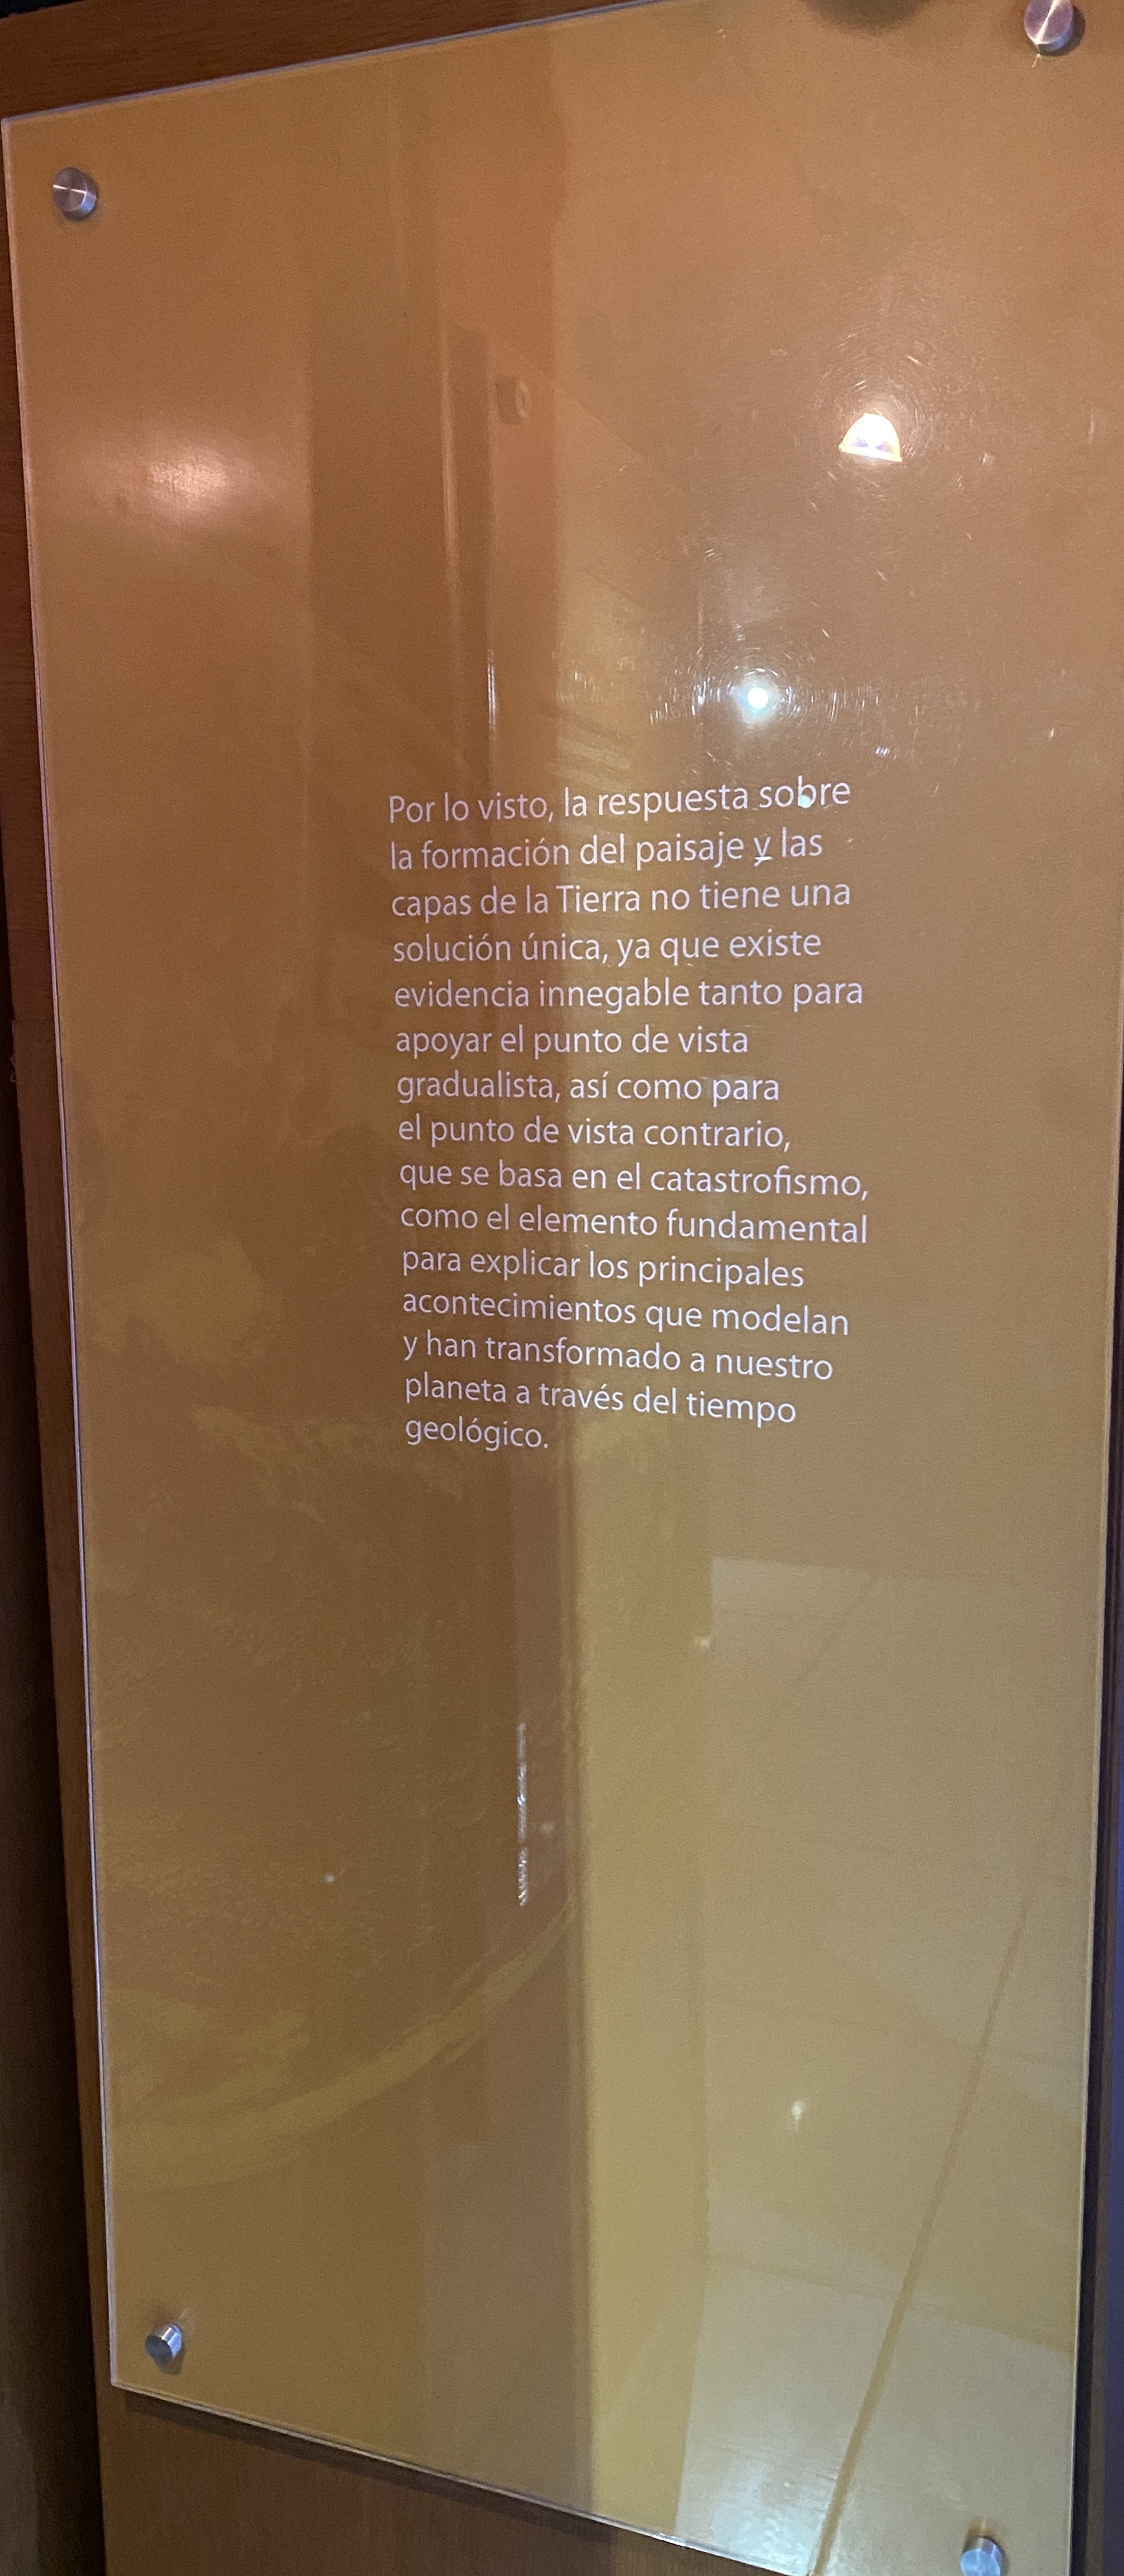 Por lo visto, la respuesta sobre
la formación del paisaje y las
capas de la Tierra no tiene una
solución única, ya que existe
evidencia innegable tanto para
apoyar el punto de vista
gradualista, así como para
el punto de vista contrario,
que se basa en el catastrofismo,
como el elemento fundamental
para explicar los principales
acontecimientos que modelan
y han transformado a nuestro
planeta a través del tiempo
geológico.